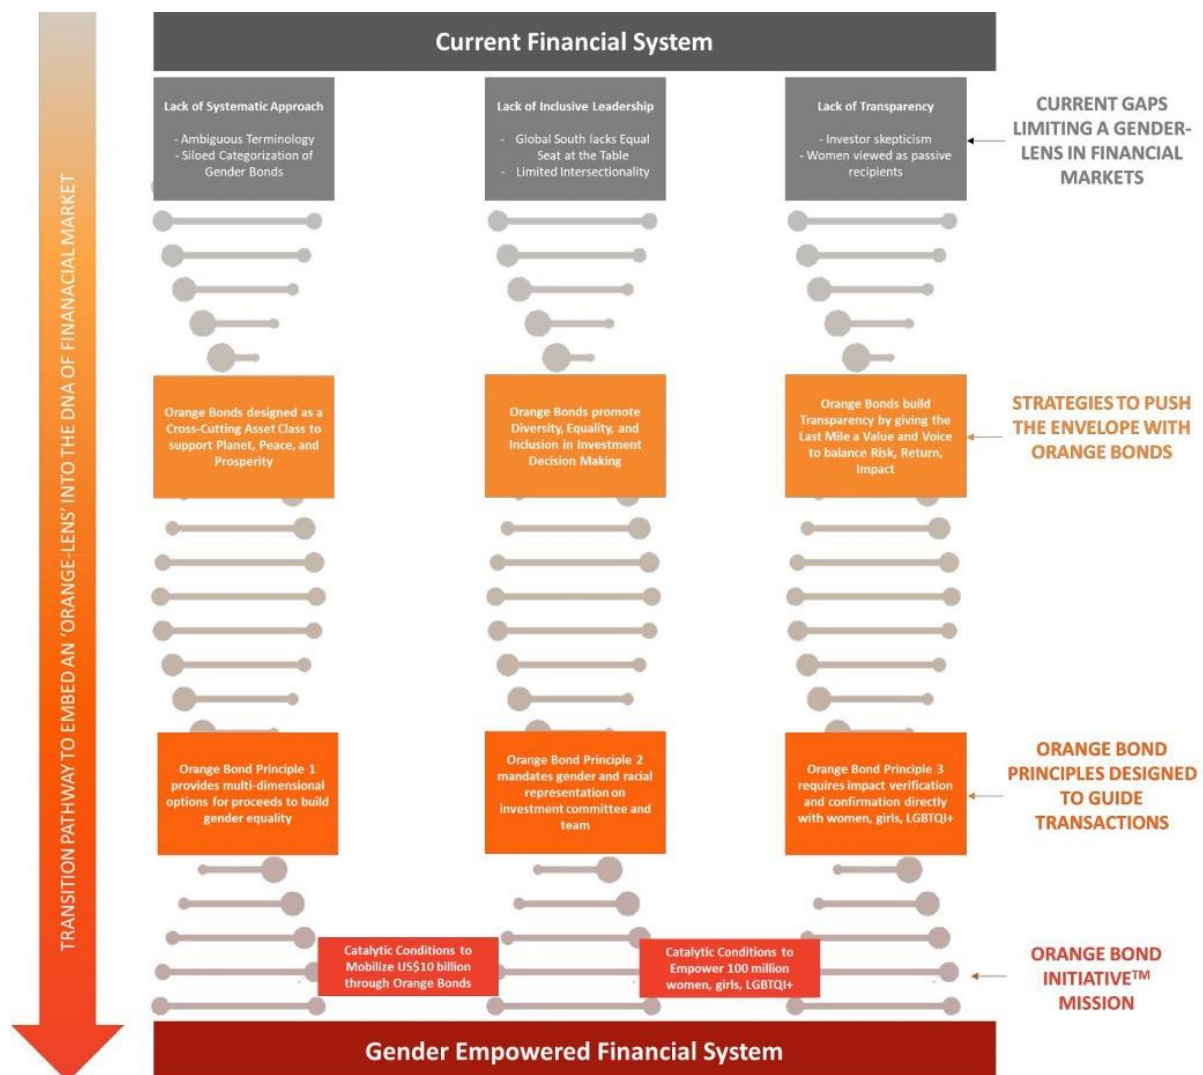 Current Financial System
Lack of Systematic Approach
- Ambiguous Terminology
- Siloed Categorization of
Gender Bonds
Lack of Inclusive Leadership
- Global South lacks Equal
Seat at the Table
- Limited Intersectionality
Lack of Transparency
- Investor skepticism
- Women viewed as passive
recipients
CURRENT GAPS
LIMITING A GENDER-
LENS IN FINANCIAL
MARKETS
TRANSITION PATHWAY TO EMBED AN ‘ORANGE-LENS’ INTO THE DNA OF FINANACIAL MARKET
Orange Bonds designed as a
Cross-Cutting Asset Class to
support Planet, Peace, and
Prosperity
Orange Bonds promote
Diversity, Equality, and
Inclusion in Investment
Decision Making
Orange Bonds build
Transparency by giving the
Last Mile a Value and Voice
to balance Risk, Return,
Impact
STRATEGIES TO PUSH
THE ENVELOPE WITH
ORANGE BONDS
Orange Bond Principle 1
provides multi-dimensional
options for proceeds to build
gender equality
Orange Bond Principle 2
mandates gender and racial
representation on
investment committee and
team
Orange Bond Principle 3
requires impact verification
and confirmation directly
with women, girls, LGBTQI+
ORANGE BOND
PRINCIPLES DESIGNED
TO GUIDE
TRANSACTIONS
Catalytic Conditions to
Mobilize US$10 billion
through Orange Bonds
Catalytic Conditions to
Empower 100 million
women, girls, LGBTQI+
ORANGE BOND
INITIATIVE™
MISSION
Gender Empowered Financial System